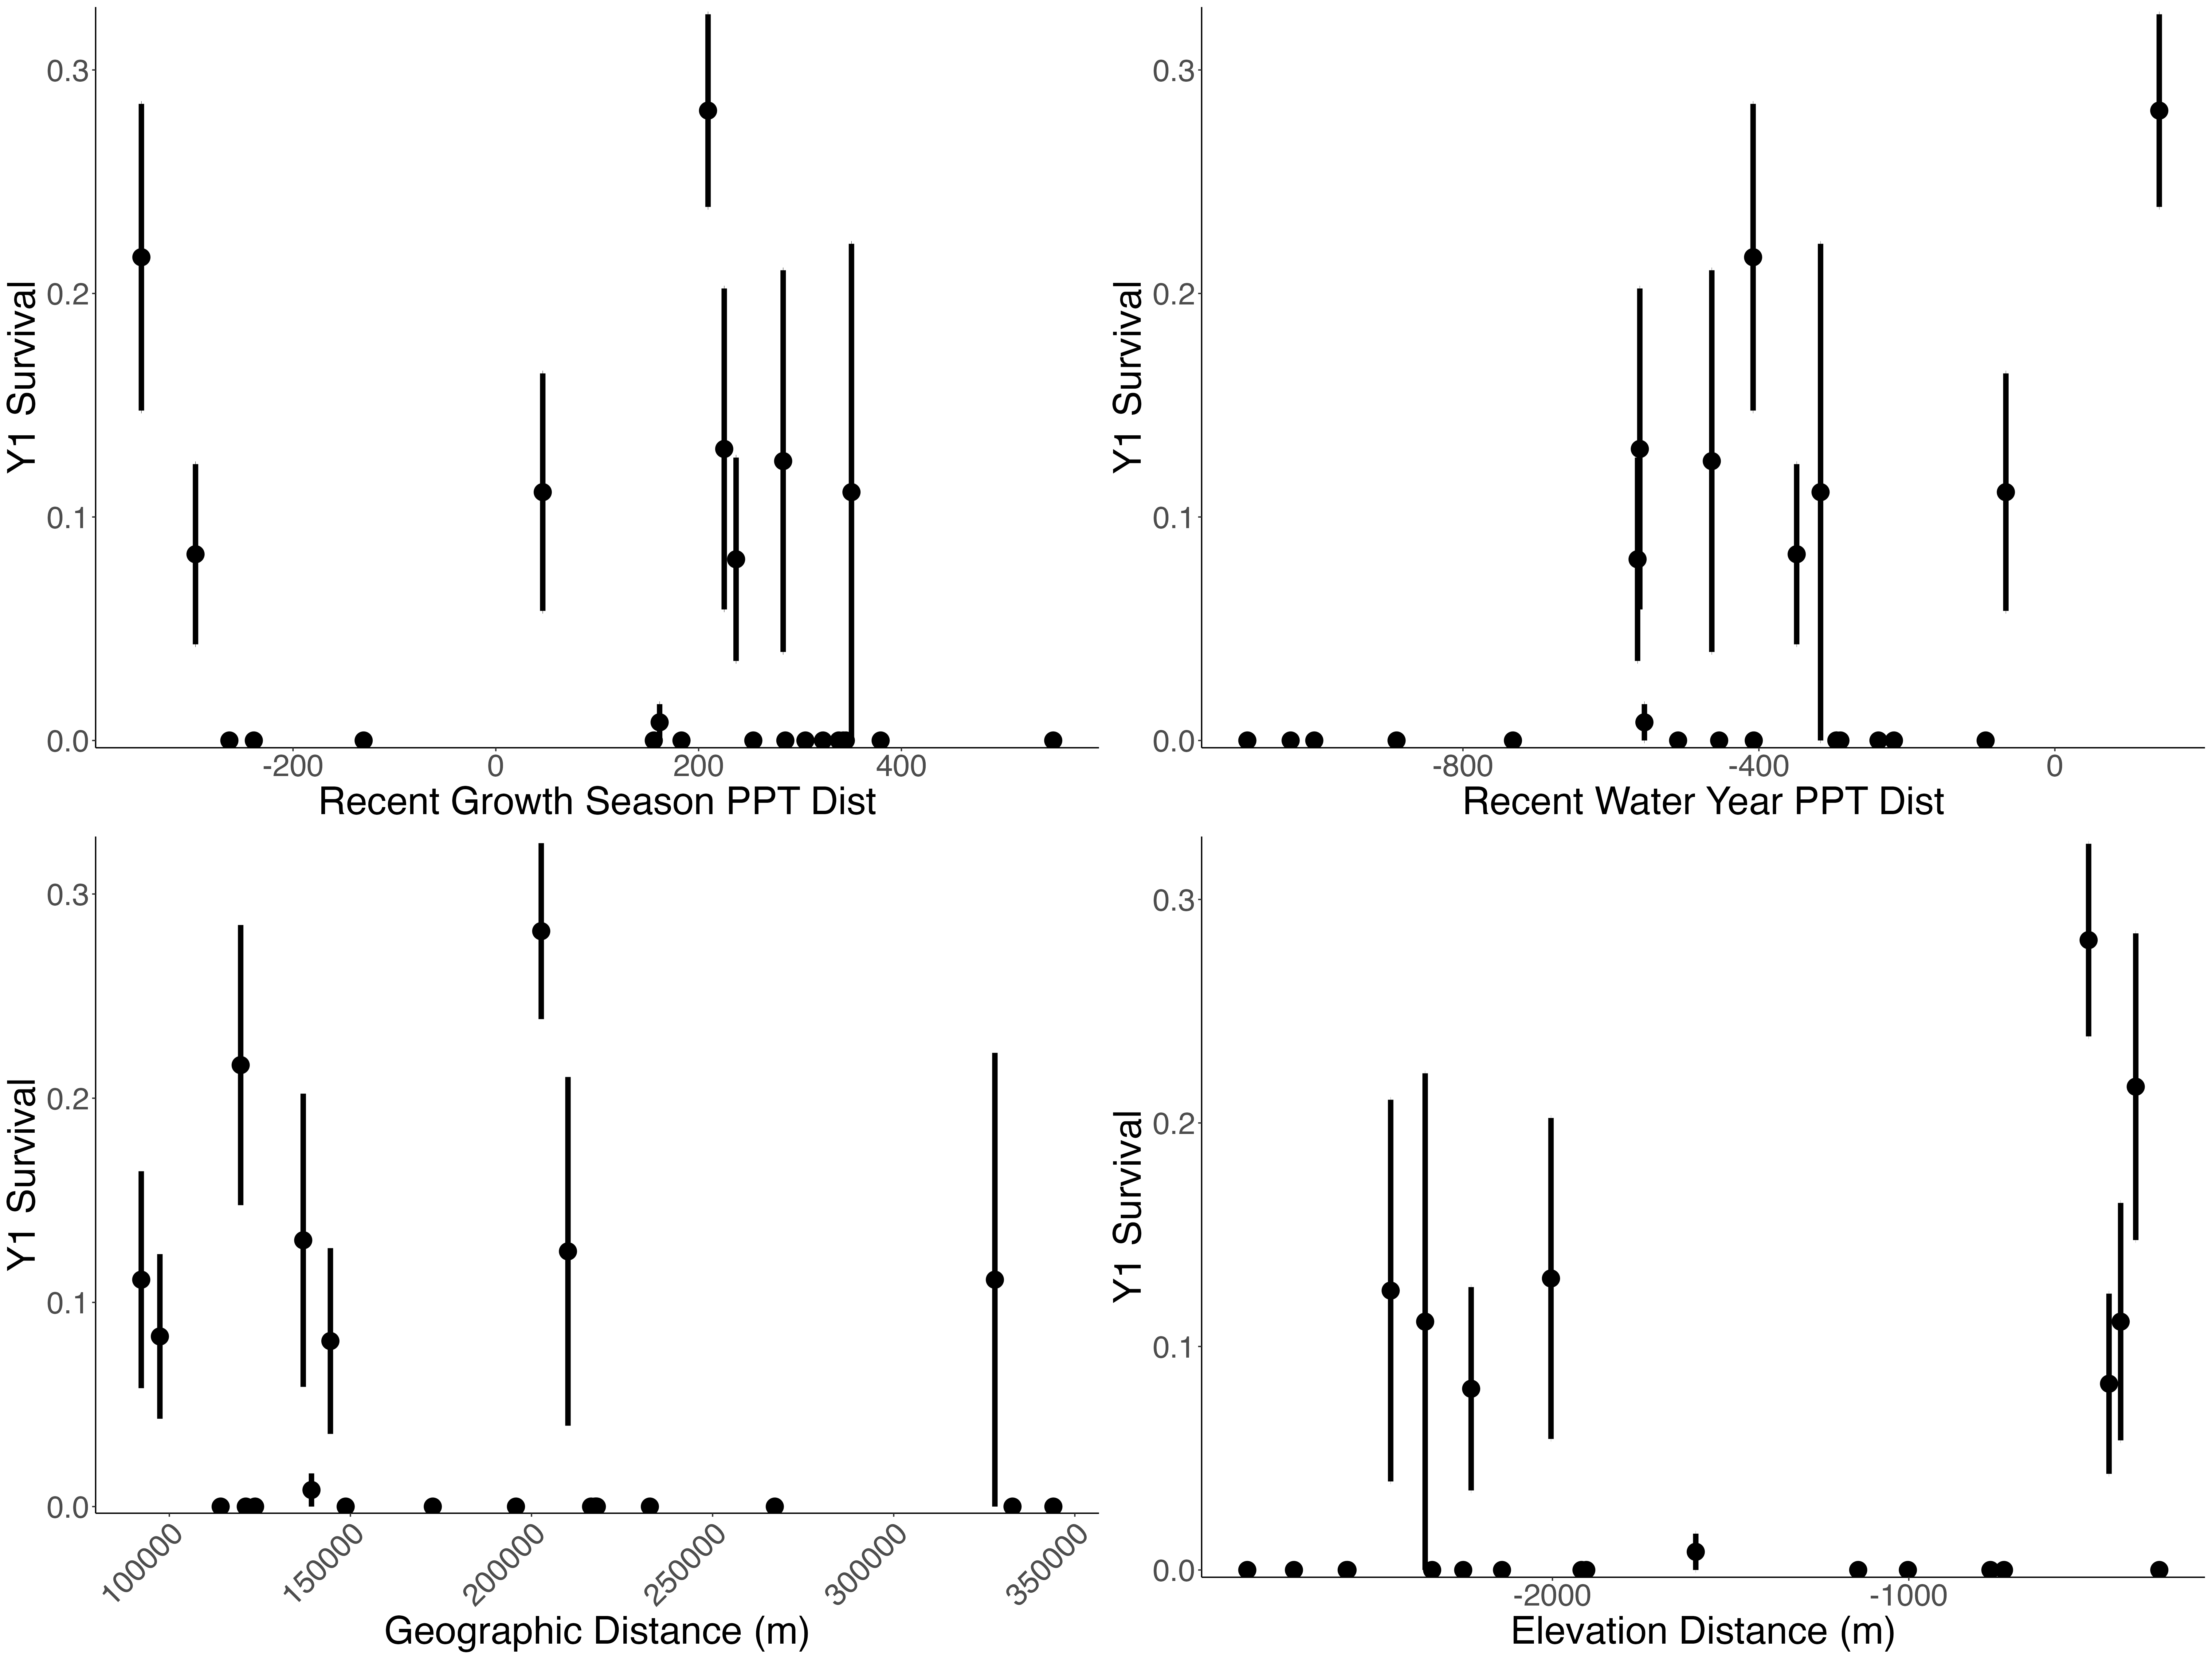 Y1 Survival
0.3
0.2
0.1
0.0
-200 0 200 400
Recent Growth Season PPT Dist
Y1 Survival
0.3
0.2
0.1
0.0
-800 -400 0
Recent Water Year PPT Dist
Y1 Survival
0.3
0.2
0.1
0.0
100000 150000 200000 250000 300000 350000
Geographic Distance (m)
Y1 Survival
0.3
0.2
0.1
0.0
-2000 -1000
Elevation Distance (m)